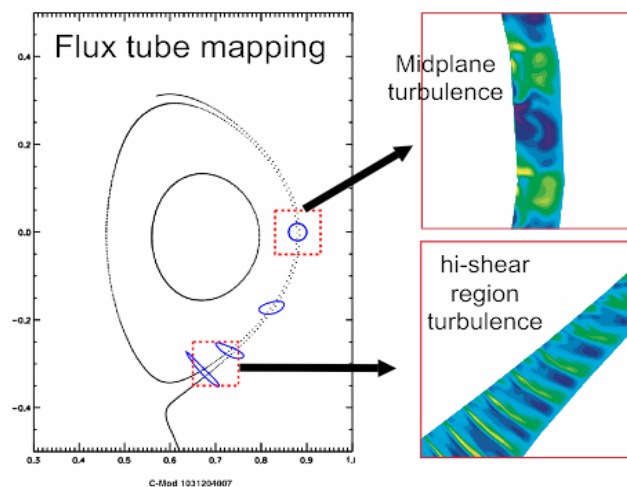 Flux tube mapping
0.4
0.2
0.0
-0.2
-0.4
0.3 0.4 0.5 0.6 0.7 0.8 0.9 1.0
C-Mod 1031204007
Midplane
turbulence
hi-shear
region
turbulence